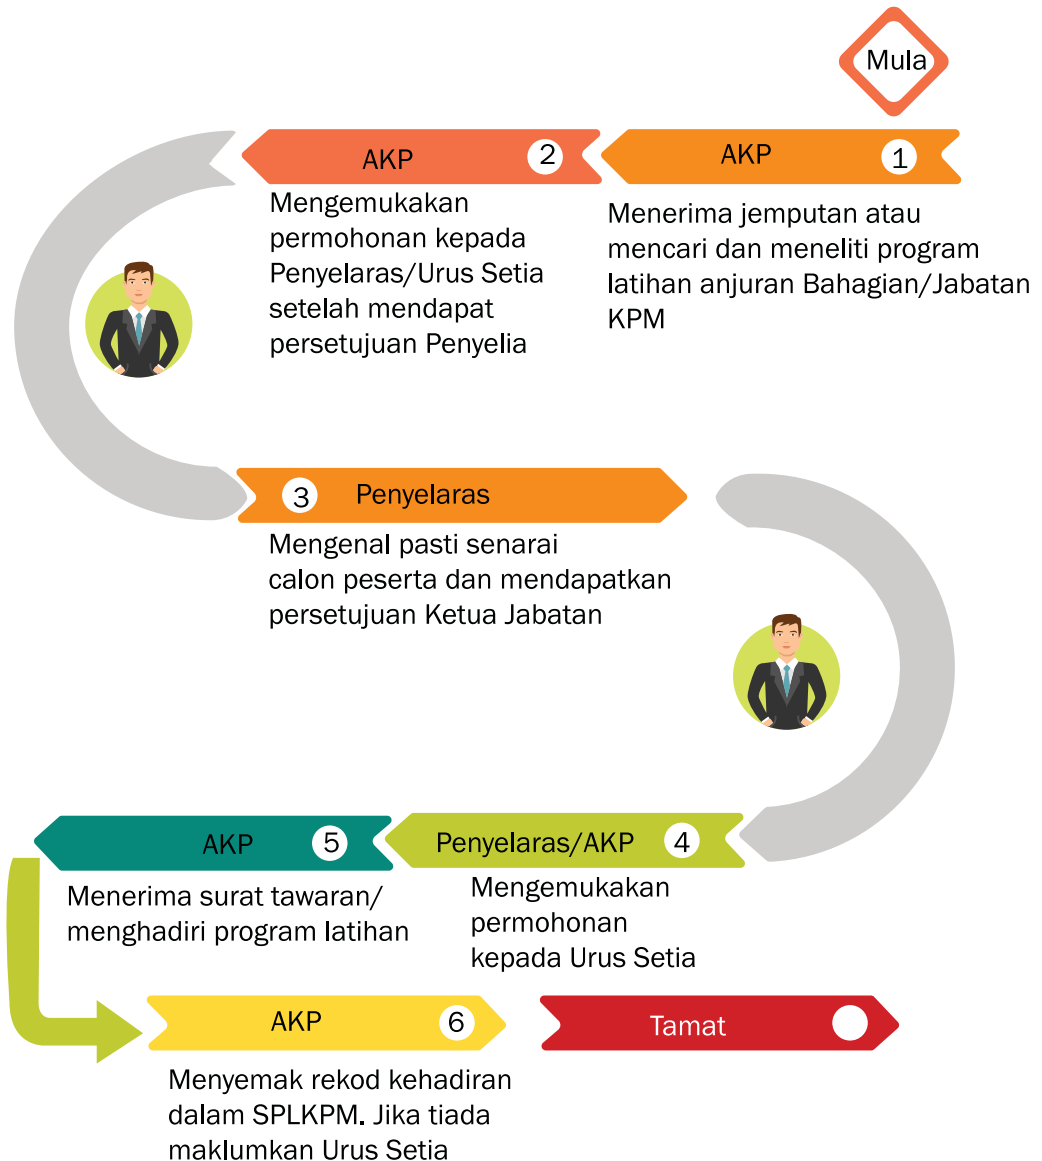 Mula
AKP 1
Menerima jemputan atau
mencari dan meneliti program
latihan anjuran Bahagian/Jabatan
KPM
AKP 2
Mengemukakan
permohonan kepada
Penyelaras/Urus Setia
setelah mendapat
persetujuan Penyelia
3 Penyelaras
Mengenal pasti senarai
calon peserta dan mendapatkan
persetujuan Ketua Jabatan
Penyelaras/AKP 4
Mengemukakan
permohonan
kepada Urus Setia
AKP 5
Menerima surat tawaran/
menghadiri program latihan
AKP 6
Menyemak rekod kehadiran
dalam SPLKPM. Jika tiada
maklumkan Urus Setia
Tamat